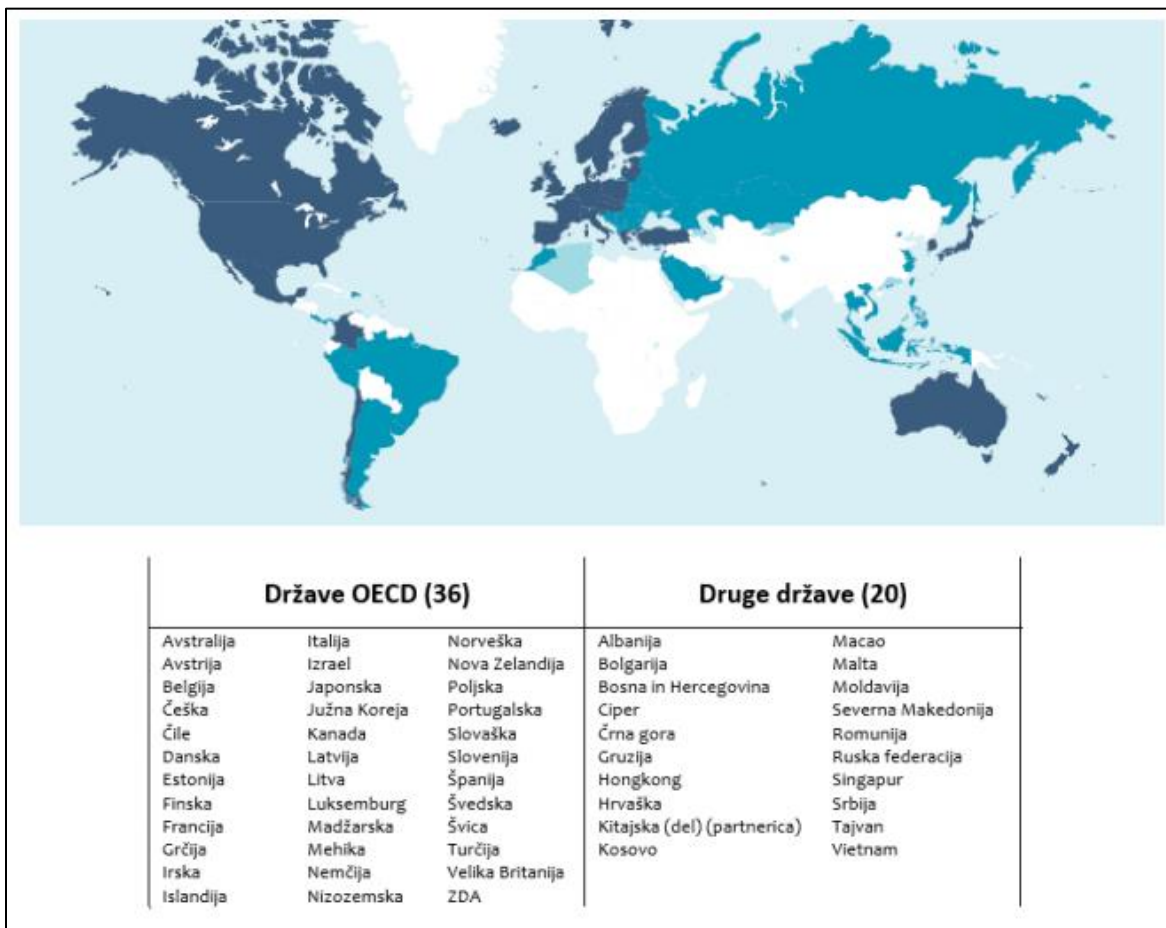 Države OECD (36)
Druge države (20)
Avstralija Italija Norveška
Avstrija Izrael Nova Zelandija
Belgija Japonska Poljska
Češka Južna Koreja Portugalska
Čile Kanada Slovaška
Danska Latvija Slovenija
Estonija Litva Španija
Finska Luksemburg Švedska
Francija Madžarska Švica
Grčija Mehika Turčija
Irska Nemčija Velika Britanija
Islandija Nizozemska ZDA
Albanija Macao
Bolgarija Malta
Bosna in Hercegovina Moldavija
Ciper Severna Makedonija
Črna gora Romunija
Gruzija Ruska federacija
Hongkong Singapur
Hrvaška Srbija
Kitajska (del) (partnerica) Tajvan
Kosovo Vietnam